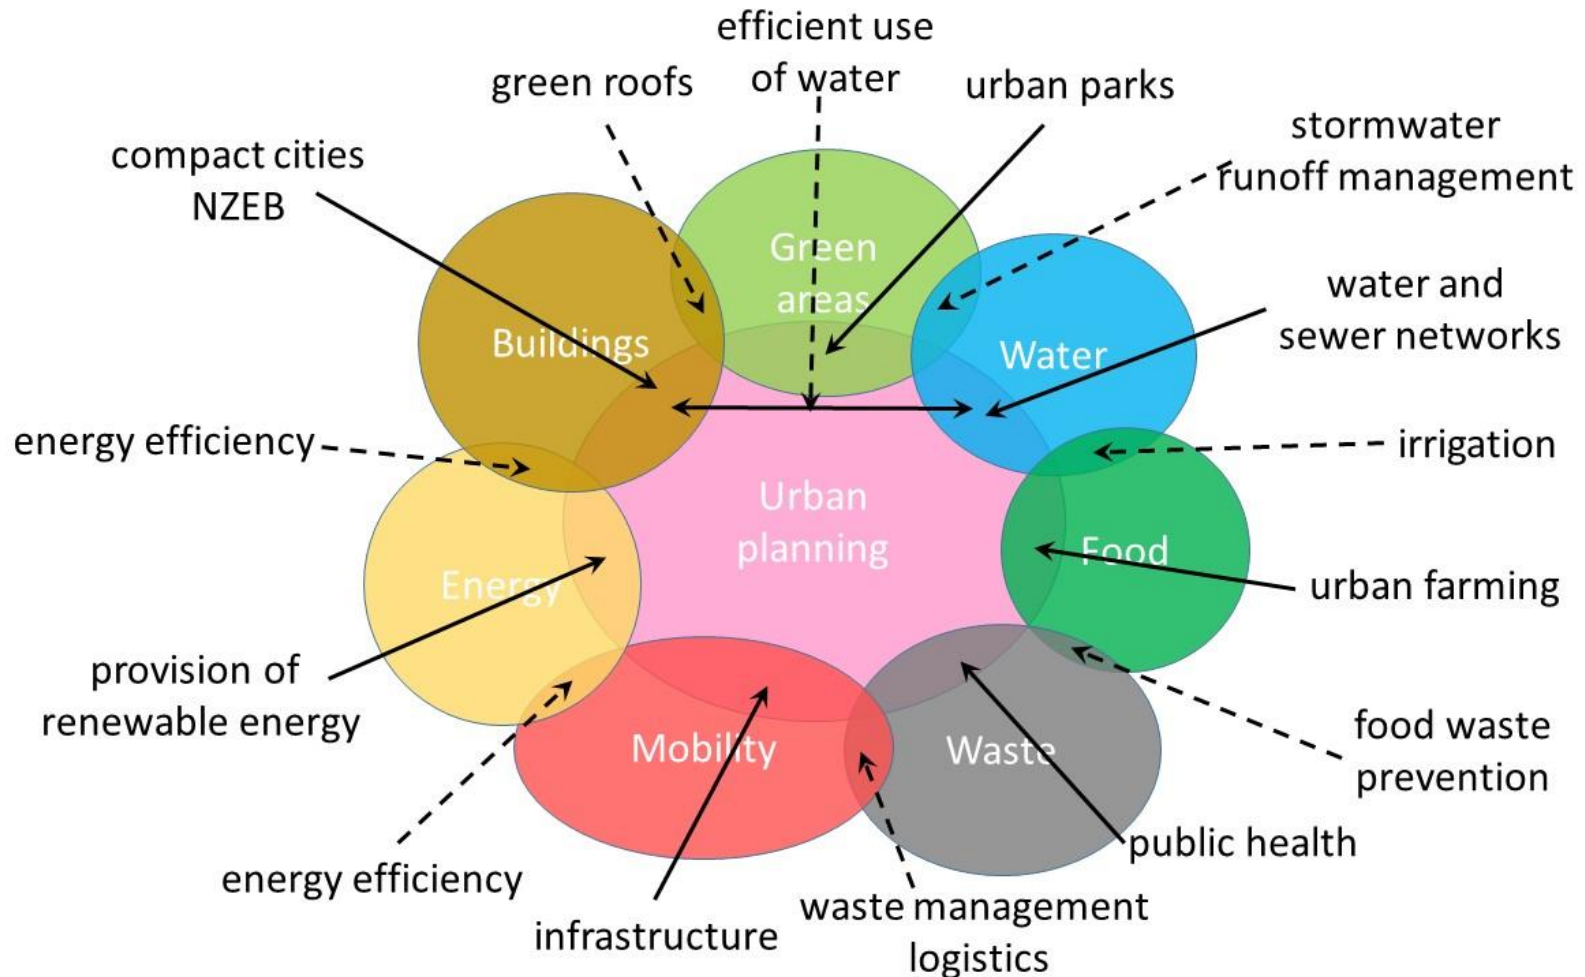 efficient use
of water
green roofs
urban parks
stormwater
runoff management
compact cities
NZEB
Green
areas
water and
sewer networks
Buildings
Water
energy efficiency
irrigation
Urban
planning
Food
Energy
urban farming
provision of
renewable energy
food waste
prevention
Mobility
Waste
public health
energy efficiency
waste management
logistics
infrastructure